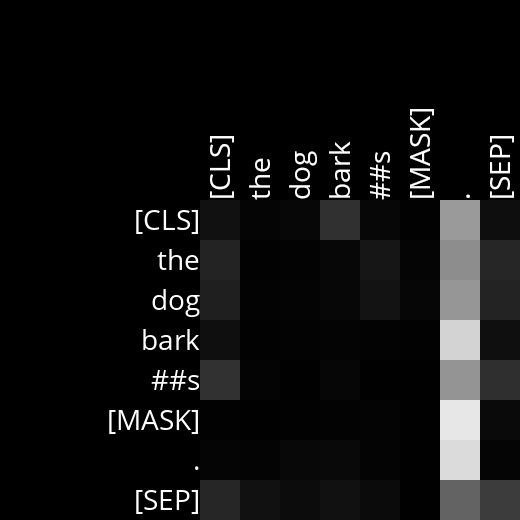 [CLS] the dog bark ##s [MASK] . [SEP]
[CLS]
the
dog
bark
##s
[MASK]
.
[SEP]